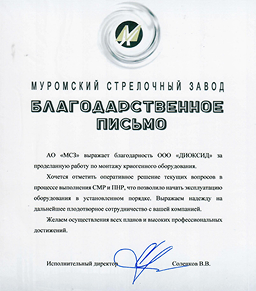 МУРОМСКИЙ СТРЕЛОЧНЫЙ ЗАВОД
БЛАГОДАРСТВЕННОЕ
ПИСЬМО
АО «МСЗ» выражает благодарность ООО «ДИОКСИД» за
проделанную работу по монтажу криогенного оборудования.
Хочется отметить оперативное решение текущих вопросов в
процессе выполнения СМР и ПНР, что позволило начать эксплуатацию
оборудования в установленном порядке. Выражаем надежду на
дальнейшее плодотворное сотрудничество с вашей компанией.
Желаем осуществления всех планов и высоких профессиональных
достижений.
Исполнительный директор В.В.